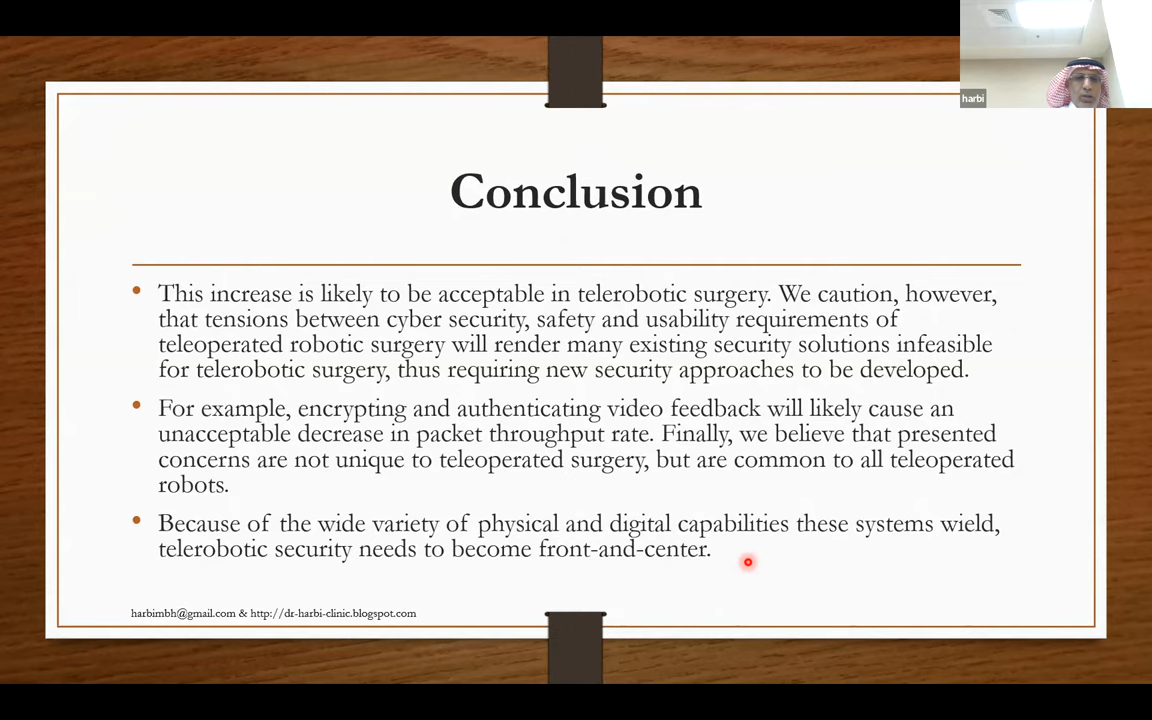 harbi
Conclusion
• This increase is likely to be acceptable in telerobotic surgery. We caution, however,
that tensions between cyber security, safety and usability requirements of
teleoperated robotic surgery will render many existing security solutions infeasible
for telerobotic surgery, thus requiring new security approaches to be developed.
• For example, encrypting and authenticating video feedback will likely cause an
unacceptable decrease in packet throughput rate. Finally, we believe that presented
concerns are not unique to teleoperated surgery, but are common to all teleoperated
robots.
• Because of the wide variety of physical and digital capabilities these systems wield,
telerobotic security needs to become front-and-center.
harbimbh@gmail.com & http://dr-harbi-clinic.blogspot.com